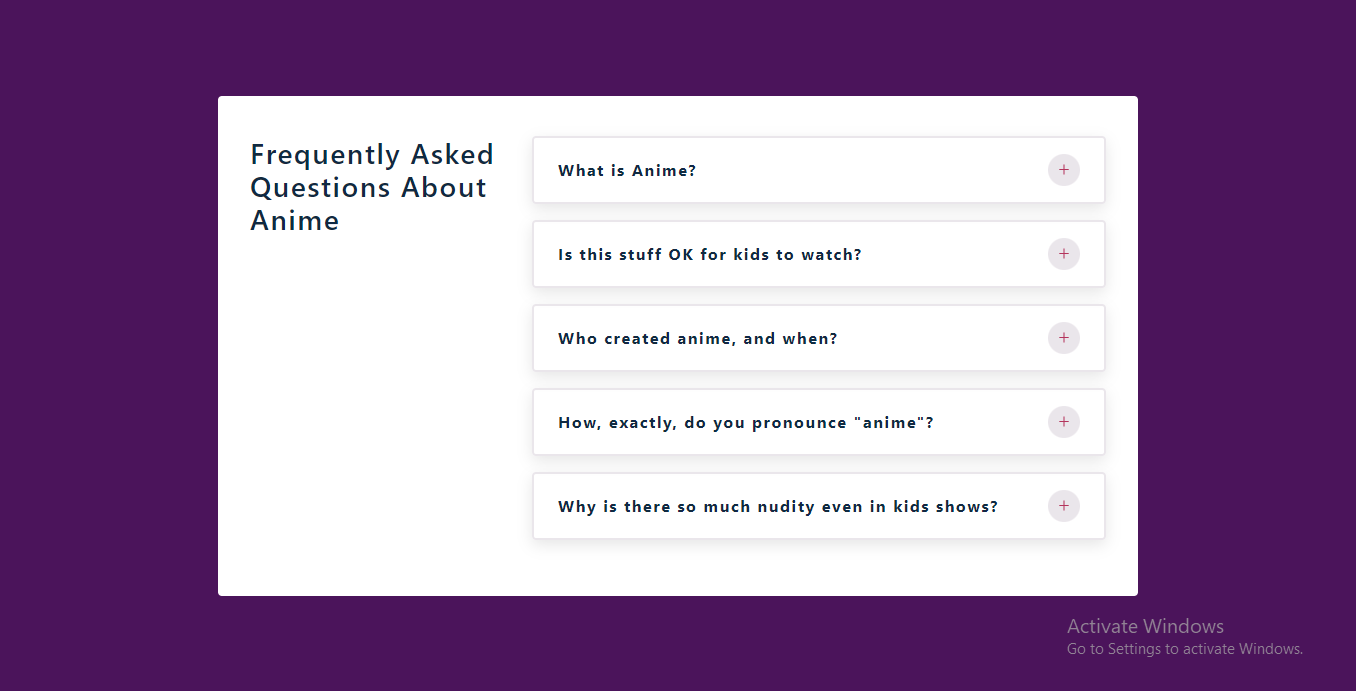 Frequently Asked
Questions About
Anime
What is Anime?
+
Is this stuff OK for kids to watch?
+
Who created anime, and when?
+
How, exactly, do you pronounce "anime"?
+
Why is there so much nudity even in kids shows?
+
Activate Windows
Go to Settings to activate Windows.